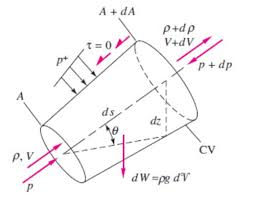 A + dA
τ = 0
ρ+dρ
V+dV
p⁺
A
p + dp
ds
dz
θ
CV
ρ, V
p
dW =ρg dV